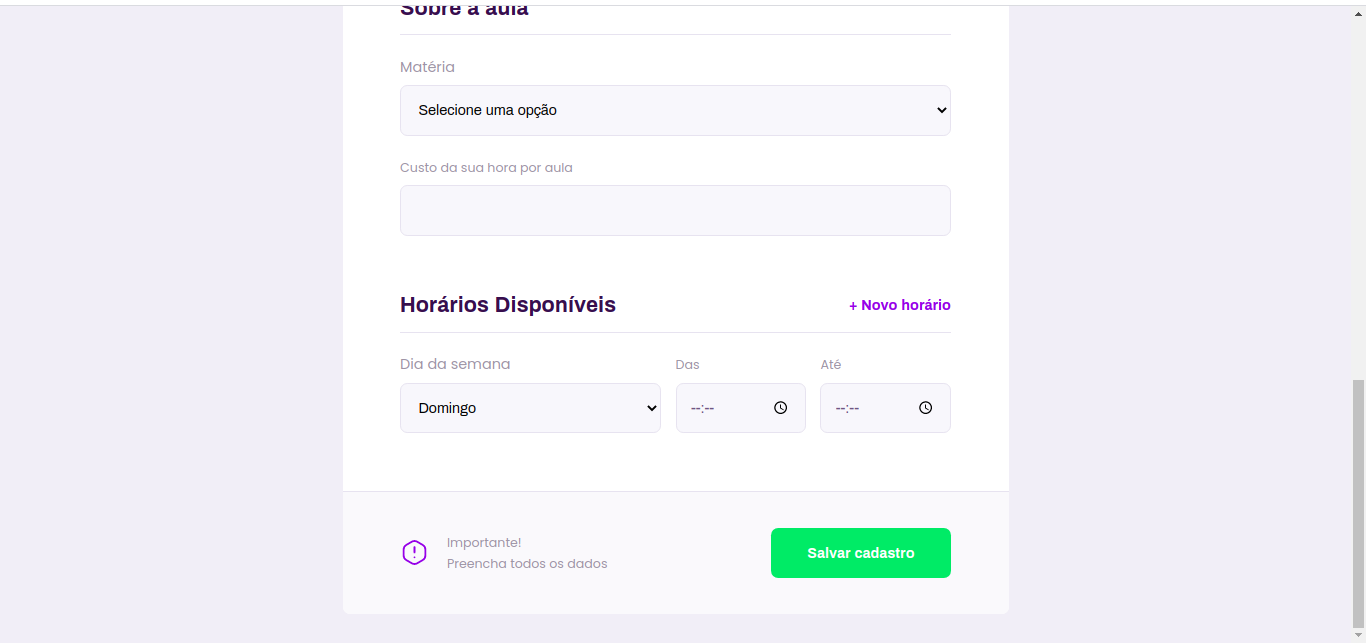 Sobre a aula
Matéria
Selecione uma opção
Custo da sua hora por aula
Horários Disponíveis
+ Novo horário
Dia da semana
Das
Até
Domingo
--:--
--:--
Importante!
Preencha todos os dados
Salvar cadastro